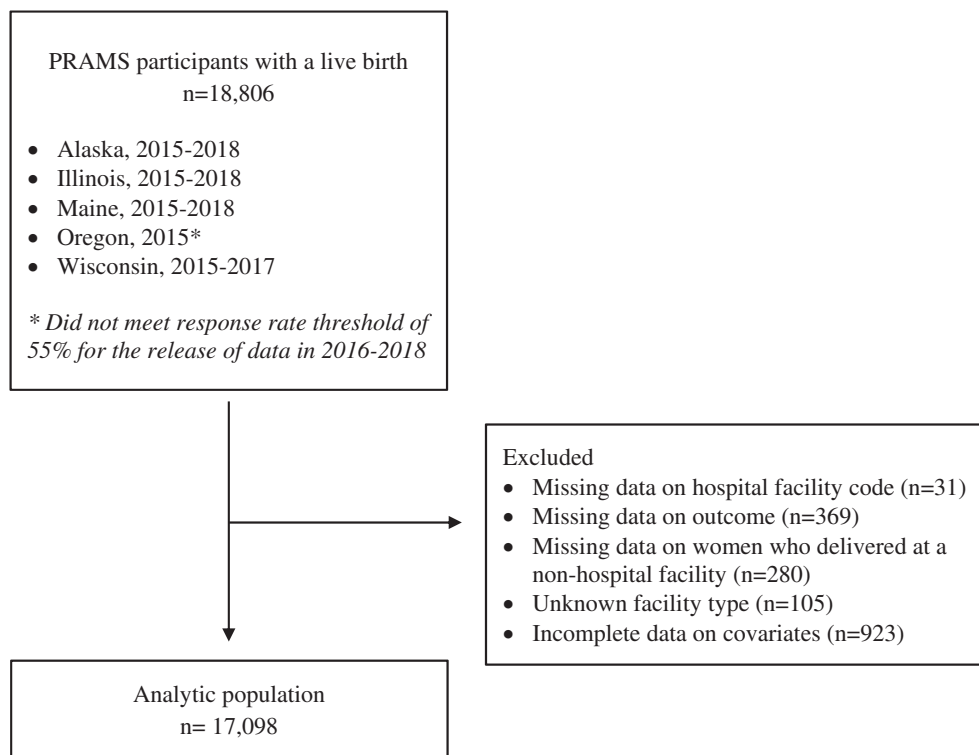 PRAMS participants with a live birth
n=18,806
• Alaska, 2015-2018
• Illinois, 2015-2018
• Maine, 2015-2018
• Oregon, 2015*
• Wisconsin, 2015-2017
* Did not meet response rate threshold of
55% for the release of data in 2016-2018
Excluded
• Missing data on hospital facility code (n=31)
• Missing data on outcome (n=369)
• Missing data on women who delivered at a
non-hospital facility (n=280)
• Unknown facility type (n=105)
• Incomplete data on covariates (n=923)
Analytic population
n= 17,098